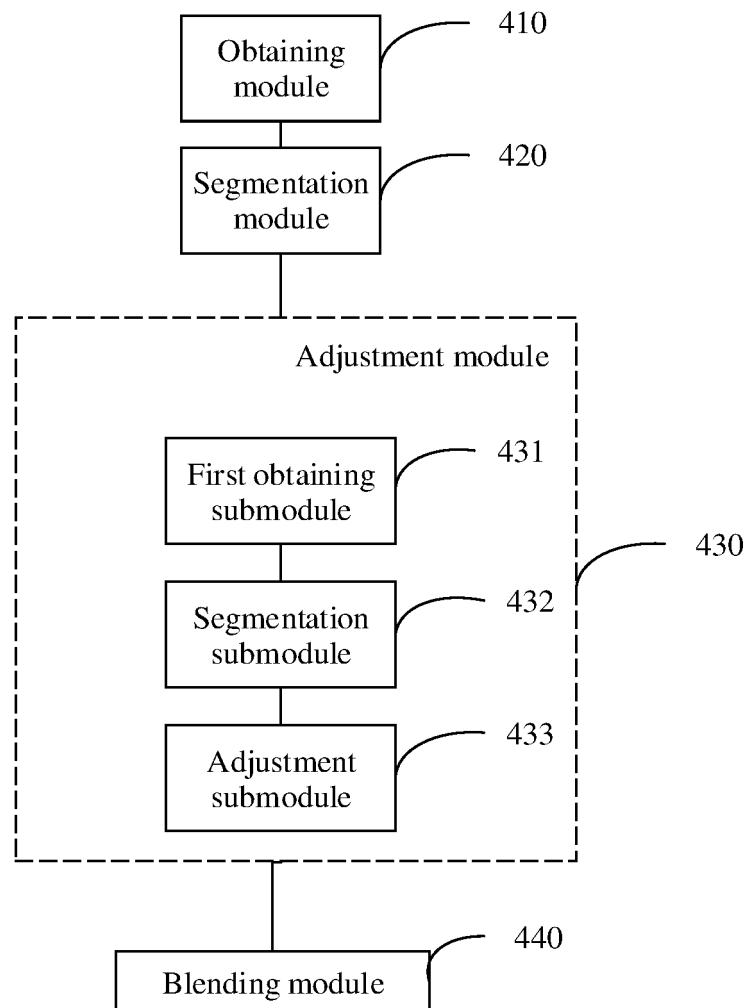 Obtaining
module
410
Segmentation
module
420
Adjustment module
First obtaining
submodule
431
430
Segmentation
submodule
432
Adjustment
submodule
433
Blending module
440